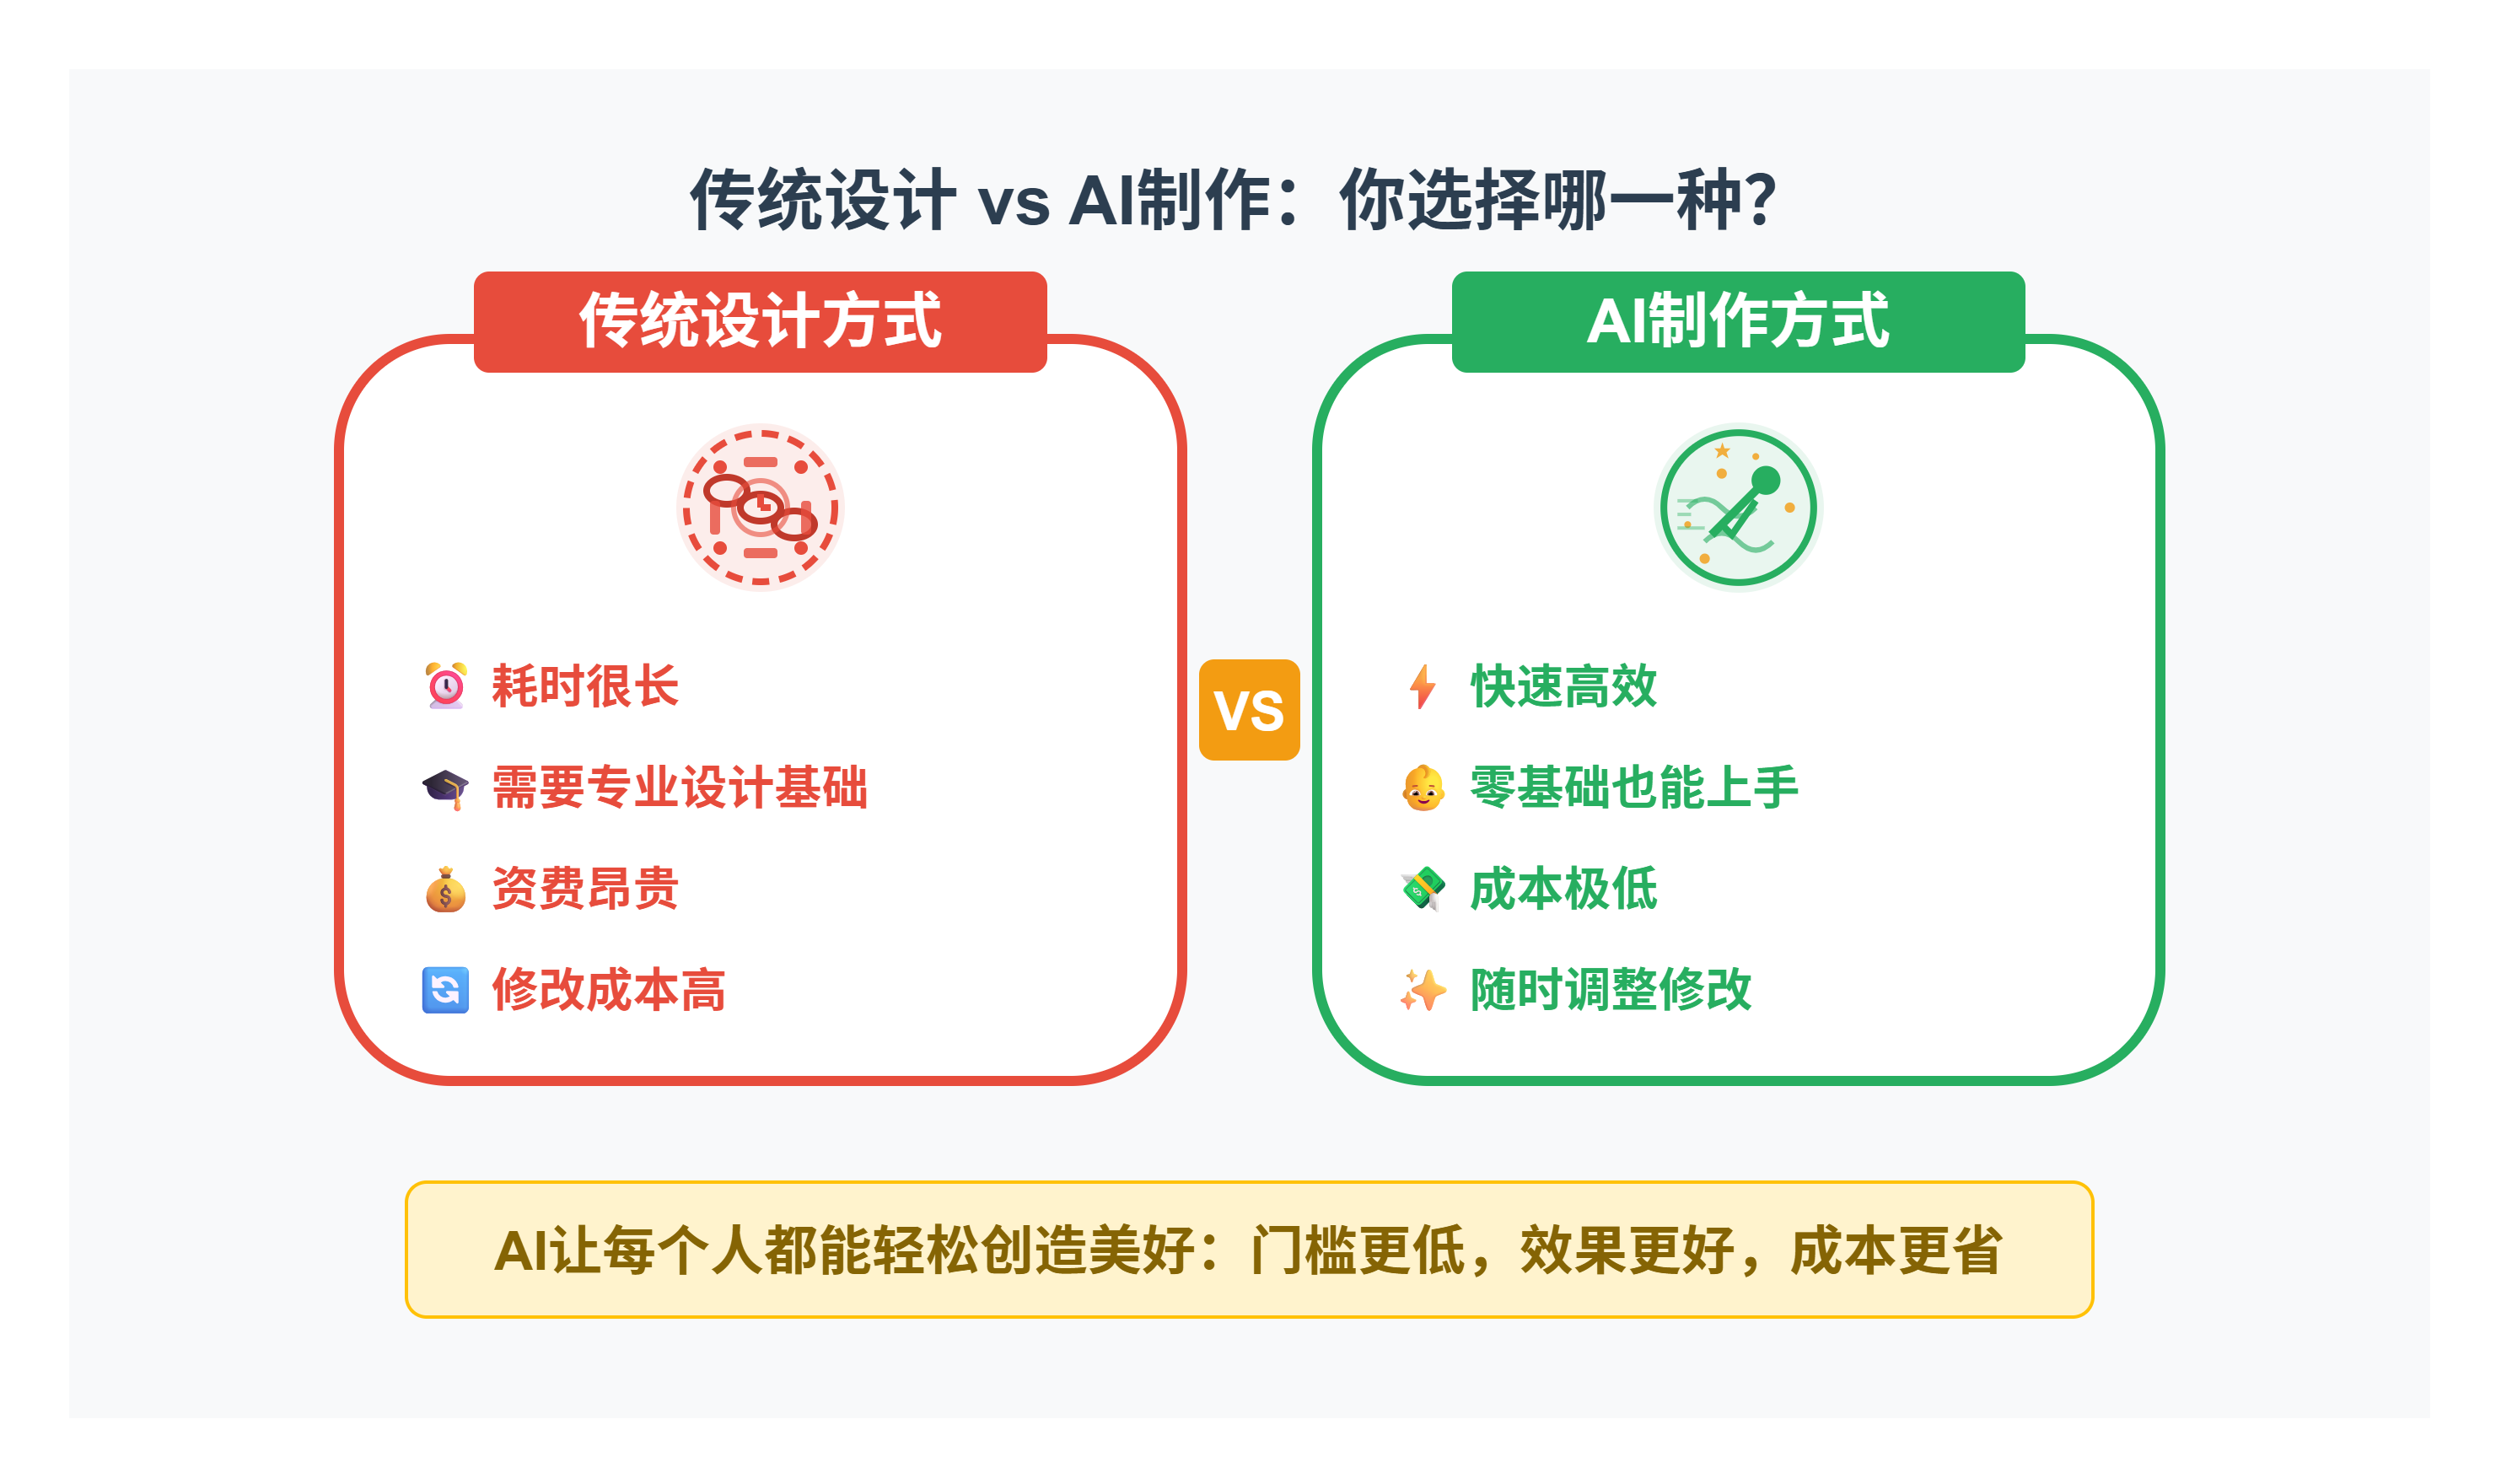 传统设计 vs AI制作：你选择哪一种？
传统设计方式
耗时很长
需要专业设计基础
资费昂贵
修改成本高
VS
AI制作方式
快速高效
零基础也能上手
成本极低
随时调整修改
AI让每个人都能轻松创造美好：门槛更低，效果更好，成本更省